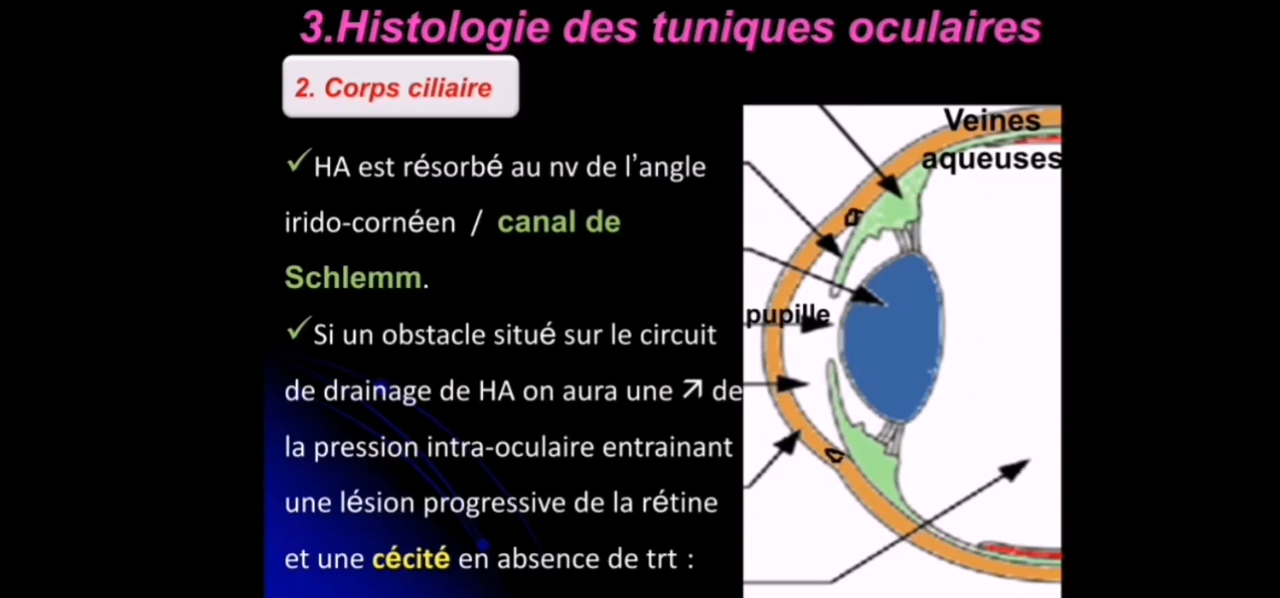 3.Histologie des tuniques oculaires
2. Corps ciliaire
✓HA est résorbé au nv de l’angle
irido-cornéen / canal de
Schlemm.
✓Si un obstacle situé sur le circuit
de drainage de HA on aura une ↗ de
la pression intra-oculaire entrainant
une lésion progressive de la rétine
et une cécité en absence de trt :
Veines
aqueuses
pupille